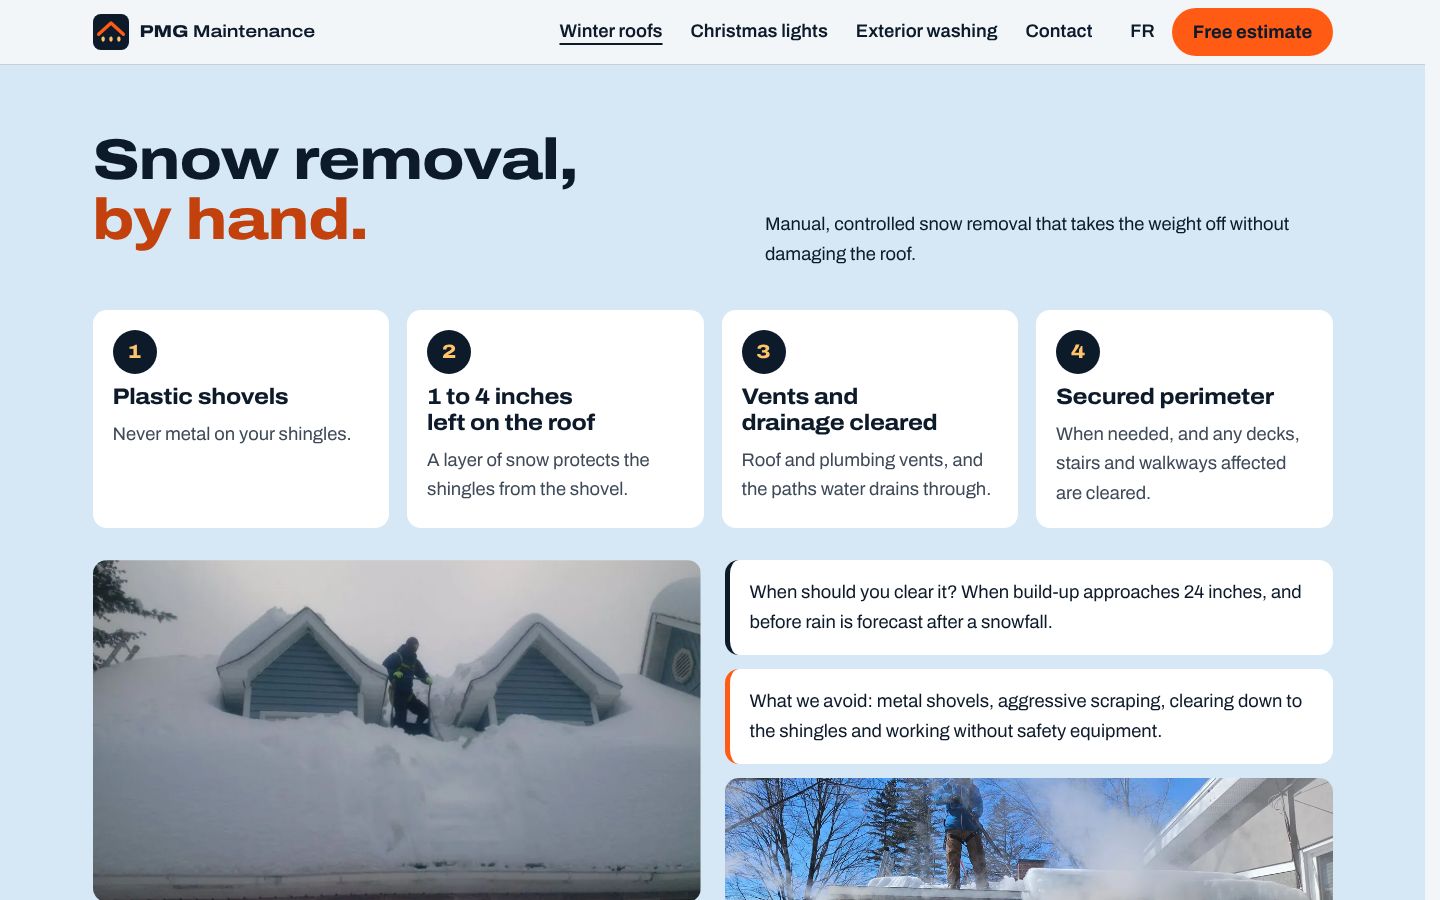 PMG Maintenance
Winter roofs
Christmas lights
Exterior washing
Contact
FR
Free estimate
Snow removal,
by hand.
Manual, controlled snow removal that takes the weight off without
damaging the roof.
1
Plastic shovels
Never metal on your shingles.
2
1 to 4 inches
left on the roof
A layer of snow protects the
shingles from the shovel.
3
Vents and
drainage cleared
Roof and plumbing vents, and
the paths water drains through.
4
Secured perimeter
When needed, and any decks,
stairs and walkways affected
are cleared.
When should you clear it? When build-up approaches 24 inches, and
before rain is forecast after a snowfall.
What we avoid: metal shovels, aggressive scraping, clearing down to
the shingles and working without safety equipment.